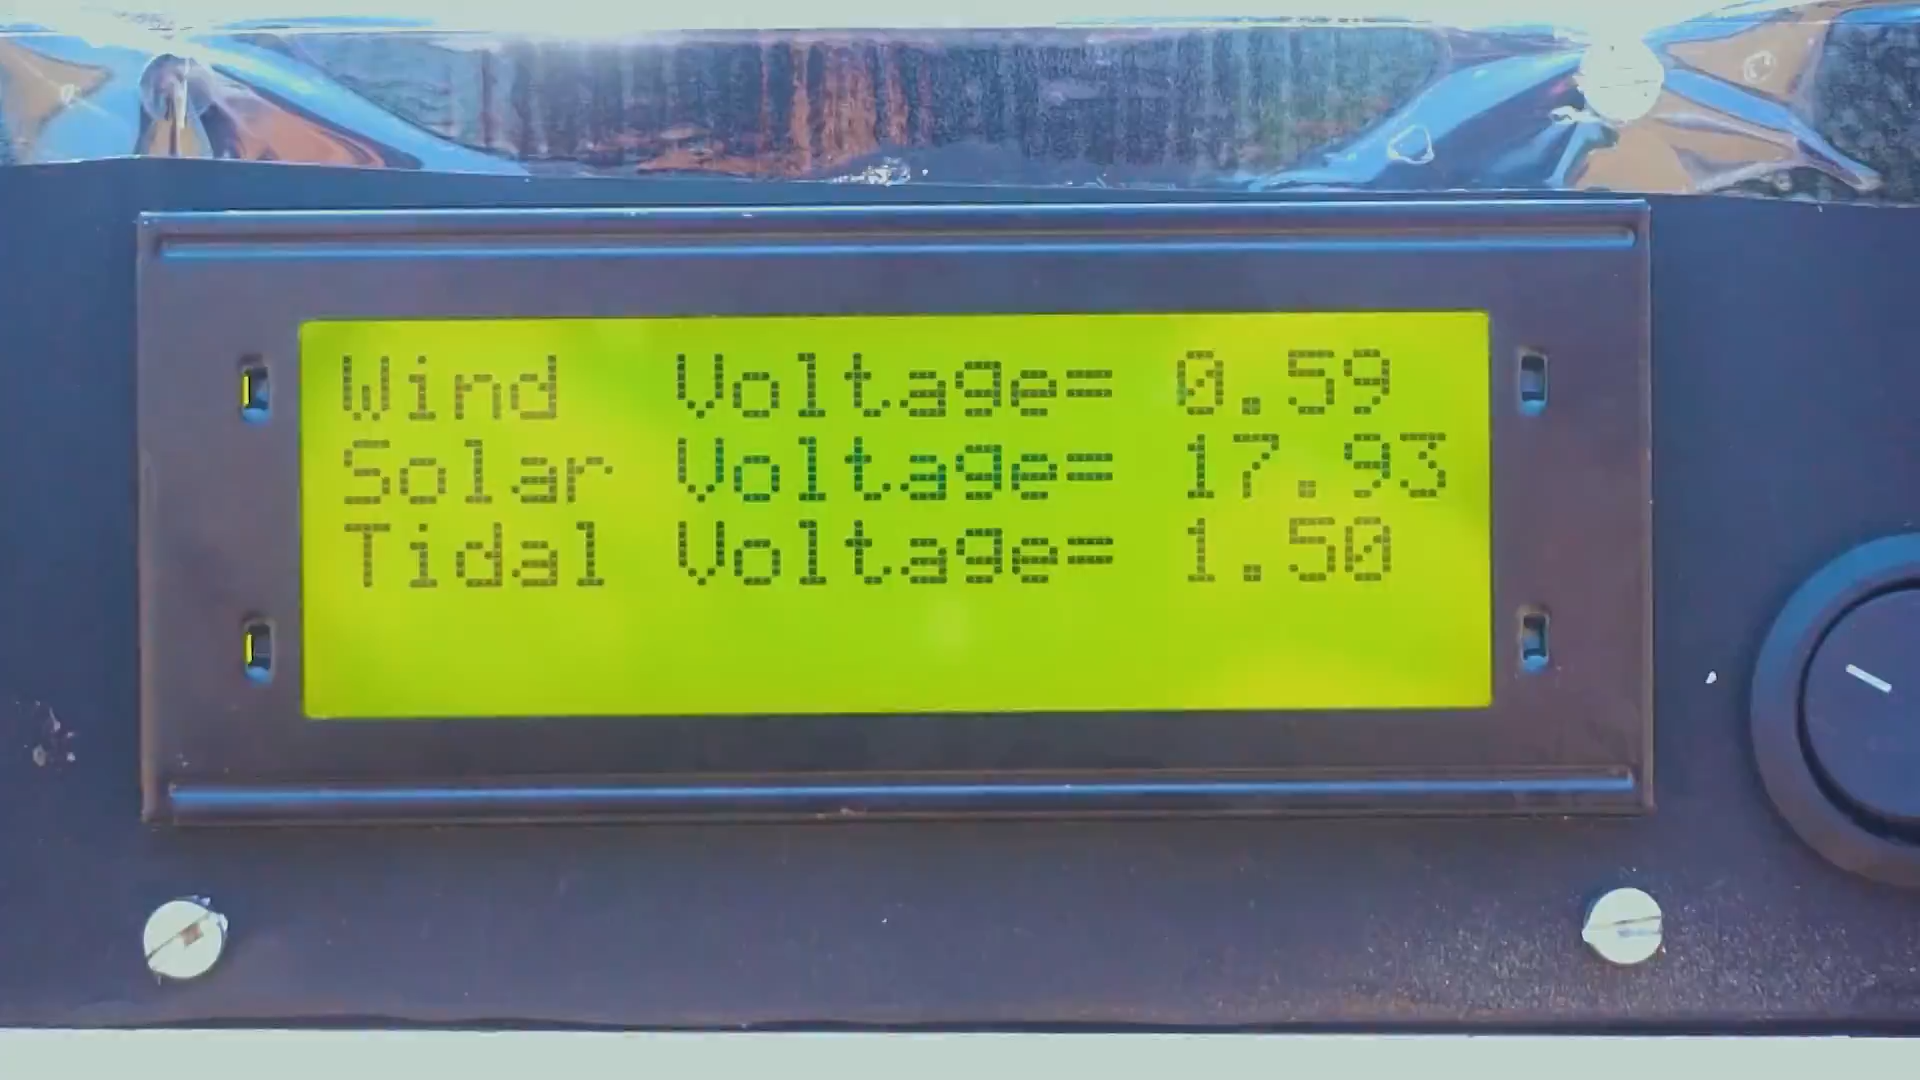 Wind Voltage= 0.59
Solar Voltage= 17.93
Tidal Voltage= 1.50